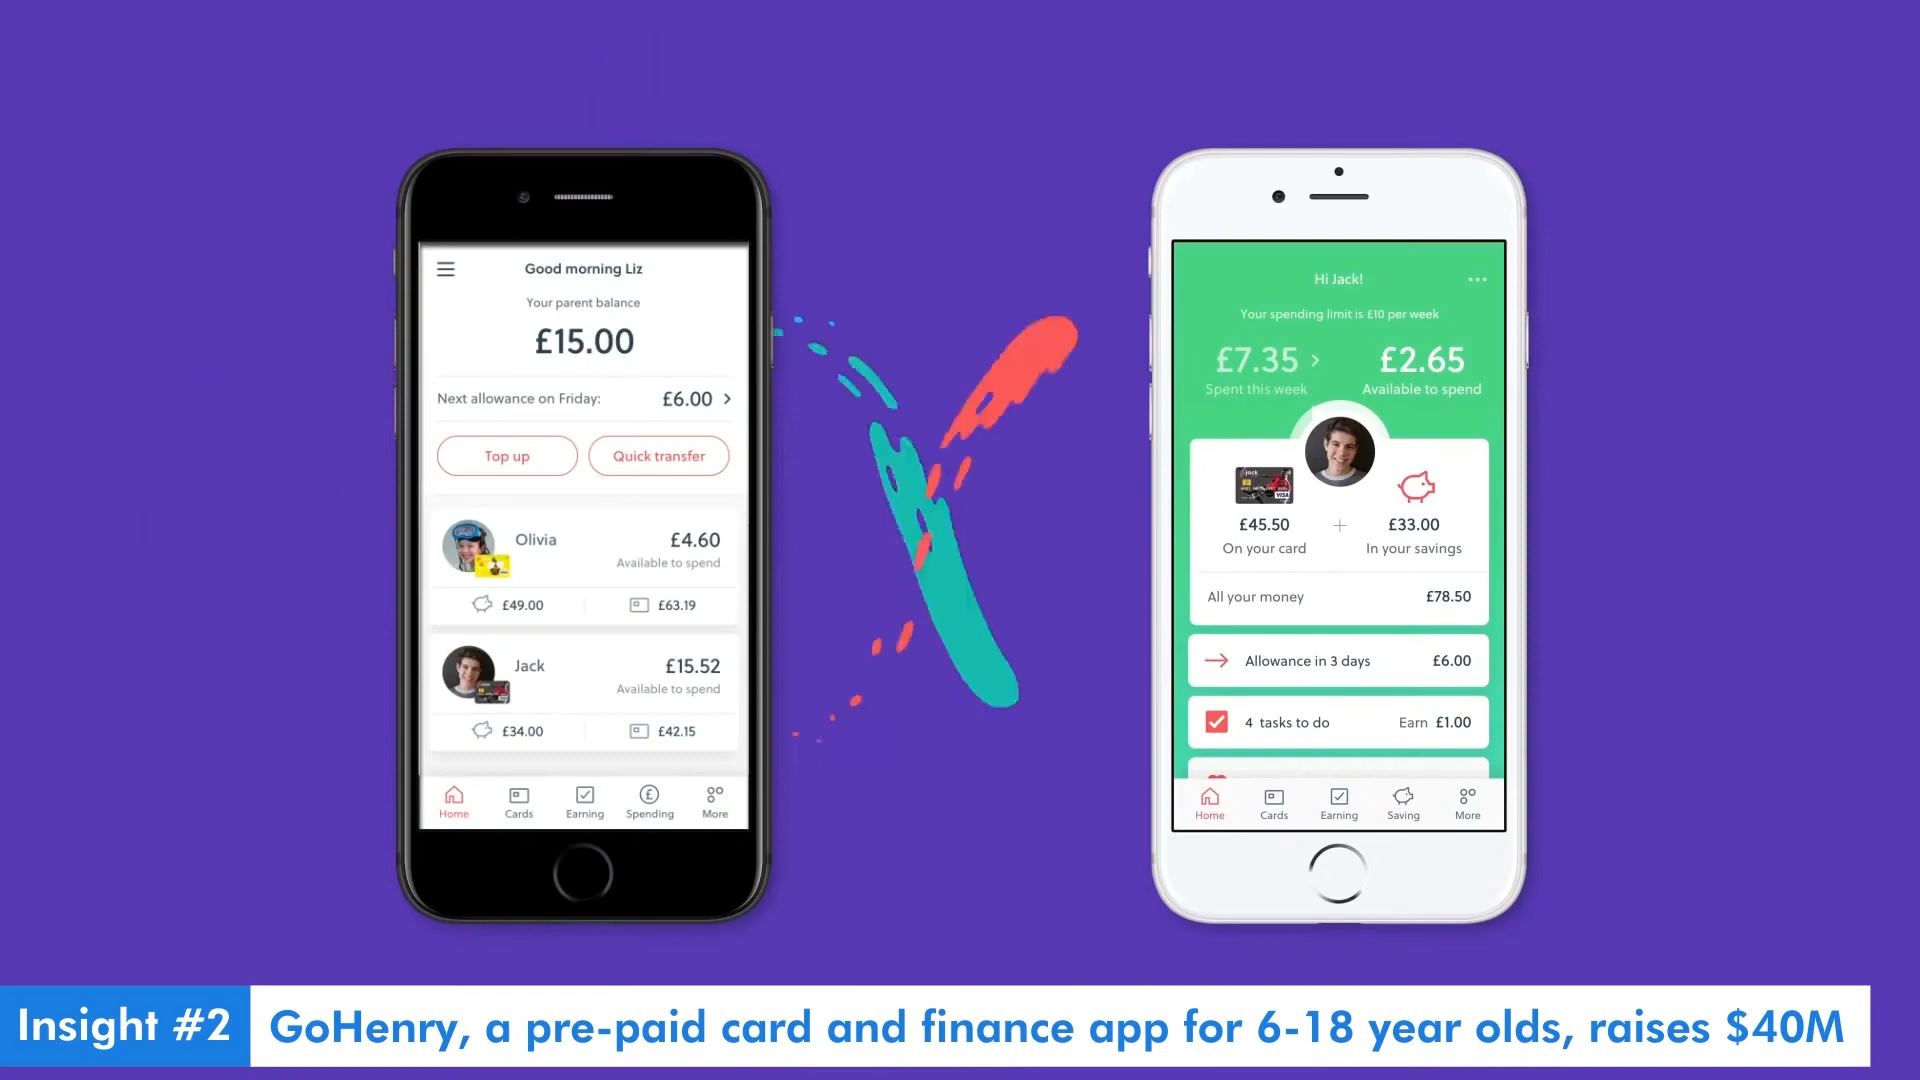 Good morning Liz
Your parent balance
£15.00
Next allowance on Friday: £6.00
Top up Quick transfer
Olivia £4.60
Available to spend
£49.00 £63.19
Jack £15.52
Available to spend
£34.00 £42.15
Home Cards Earning Spending More
Hi Jack!
Your spending limit is £10 per week
£7.35 £2.65
Spent this week Available to spend
jack
VISA
£45.50 + £33.00
On your card In your savings
All your money £78.50
Allowance in 3 days £6.00
4 tasks to do Earn £1.00
Home Cards Earning Saving More
Insight #2 GoHenry, a pre-paid card and finance app for 6-18 year olds, raises $40M